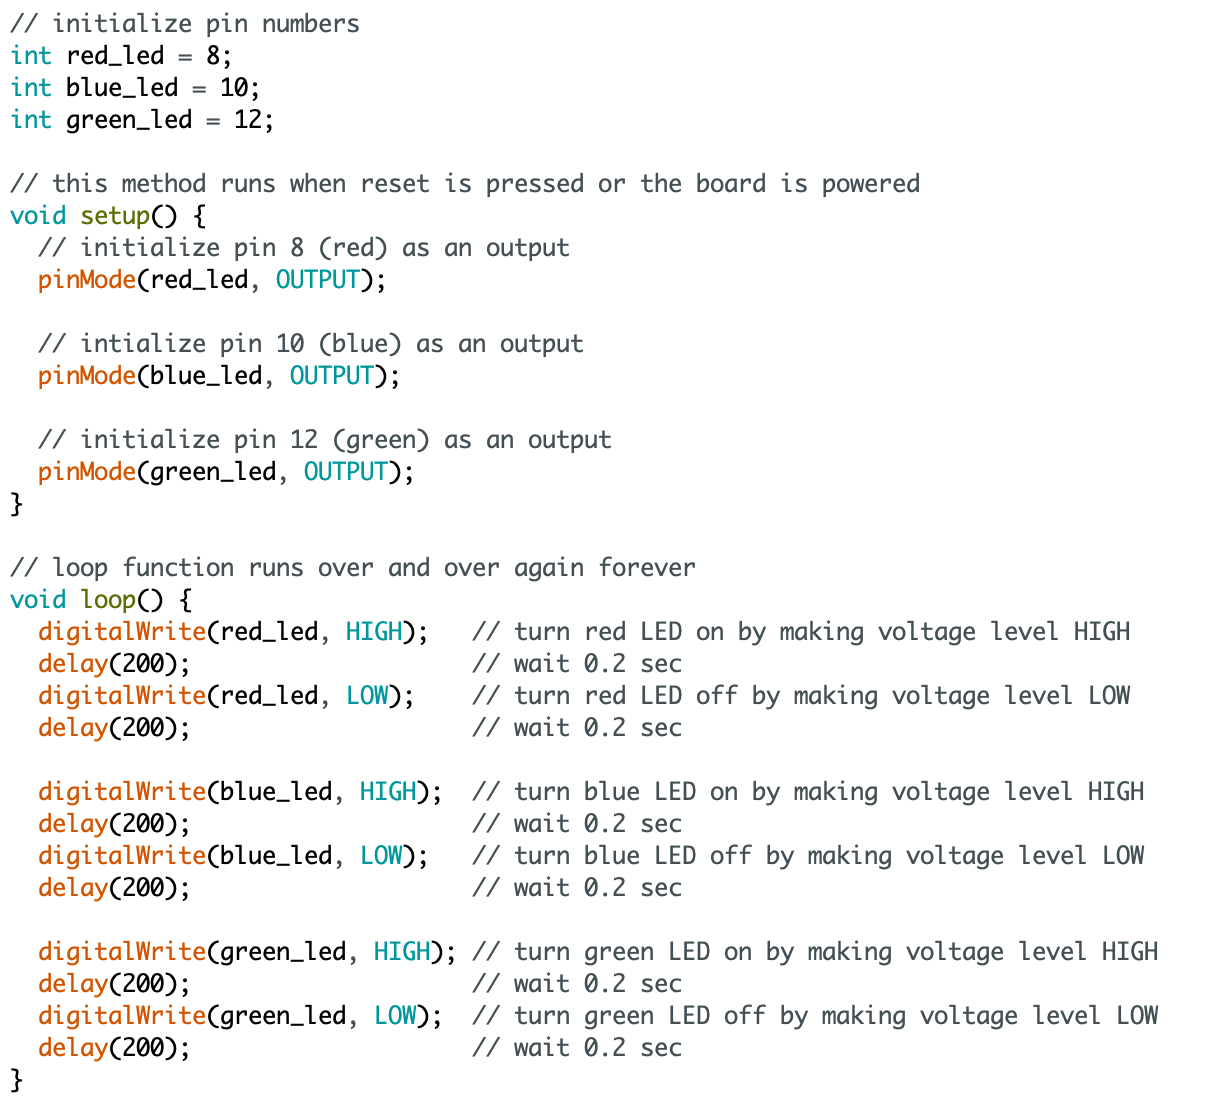 // initialize pin numbers
int red_led = 8;
int blue_led = 10;
int green_led = 12;

// this method runs when reset is pressed or the board is powered
void setup() {
  // initialize pin 8 (red) as an output
  pinMode(red_led, OUTPUT);

  // intialize pin 10 (blue) as an output
  pinMode(blue_led, OUTPUT);

  // initialize pin 12 (green) as an output
  pinMode(green_led, OUTPUT);
}

// loop function runs over and over again forever
void loop() {
  digitalWrite(red_led, HIGH);   // turn red LED on by making voltage level HIGH
  delay(200);                    // wait 0.2 sec
  digitalWrite(red_led, LOW);    // turn red LED off by making voltage level LOW
  delay(200);                    // wait 0.2 sec

  digitalWrite(blue_led, HIGH);  // turn blue LED on by making voltage level HIGH
  delay(200);                    // wait 0.2 sec
  digitalWrite(blue_led, LOW);   // turn blue LED off by making voltage level LOW
  delay(200);                    // wait 0.2 sec

  digitalWrite(green_led, HIGH); // turn green LED on by making voltage level HIGH
  delay(200);                    // wait 0.2 sec
  digitalWrite(green_led, LOW);  // turn green LED off by making voltage level LOW
  delay(200);                    // wait 0.2 sec
}